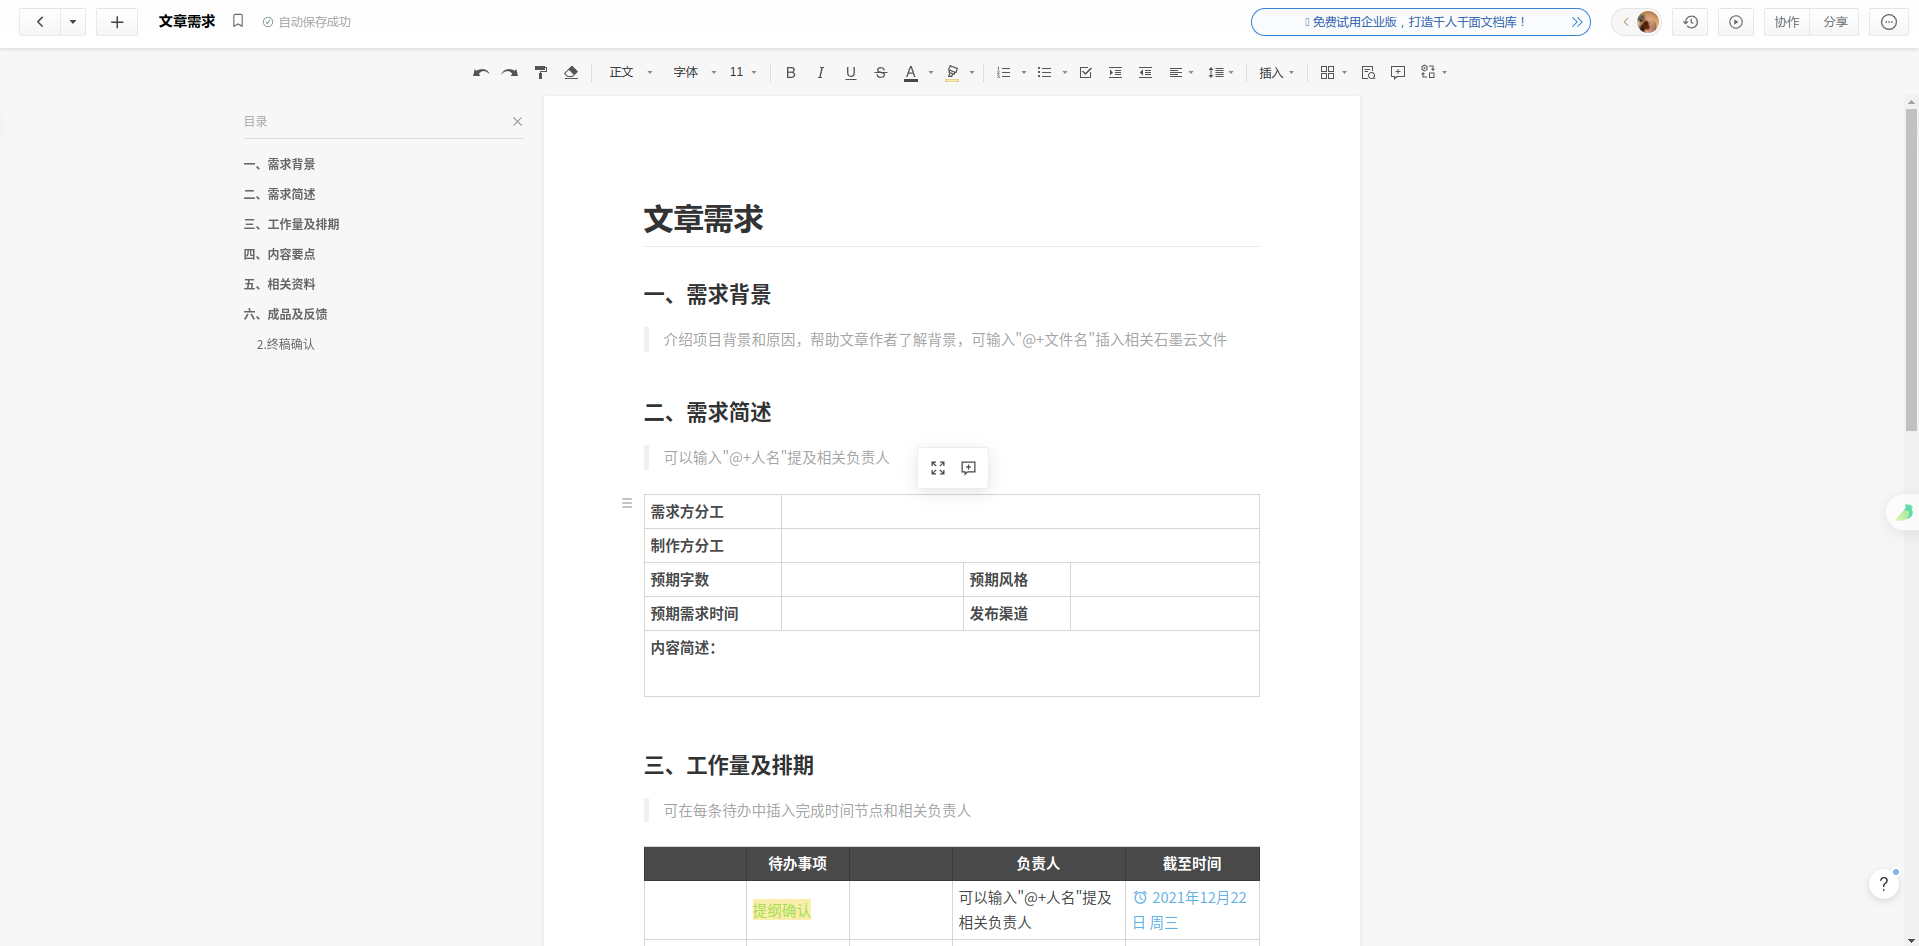 文章需求
自动保存成功
免费试用企业版，打造千人千面文档库！
协作
分享
正文
字体
11
B
I
U
S
A
插入
目录
一、需求背景
二、需求简述
三、工作量及排期
四、内容要点
五、相关资料
六、成品及反馈
2.终稿确认
文章需求
一、需求背景
介绍项目背景和原因，帮助文章作者了解背景，可输入"@+文件名"插入相关石墨云文件
二、需求简述
可以输入"@+人名"提及相关负责人
需求方分工
制作方分工
预期字数 预期风格
预期需求时间 发布渠道
内容简述：
三、工作量及排期
可在每条待办中插入完成时间节点和相关负责人
待办事项 负责人 截至时间
提纲确认
可以输入"@+人名"提及
相关负责人
2021年12月22
日 周三
?